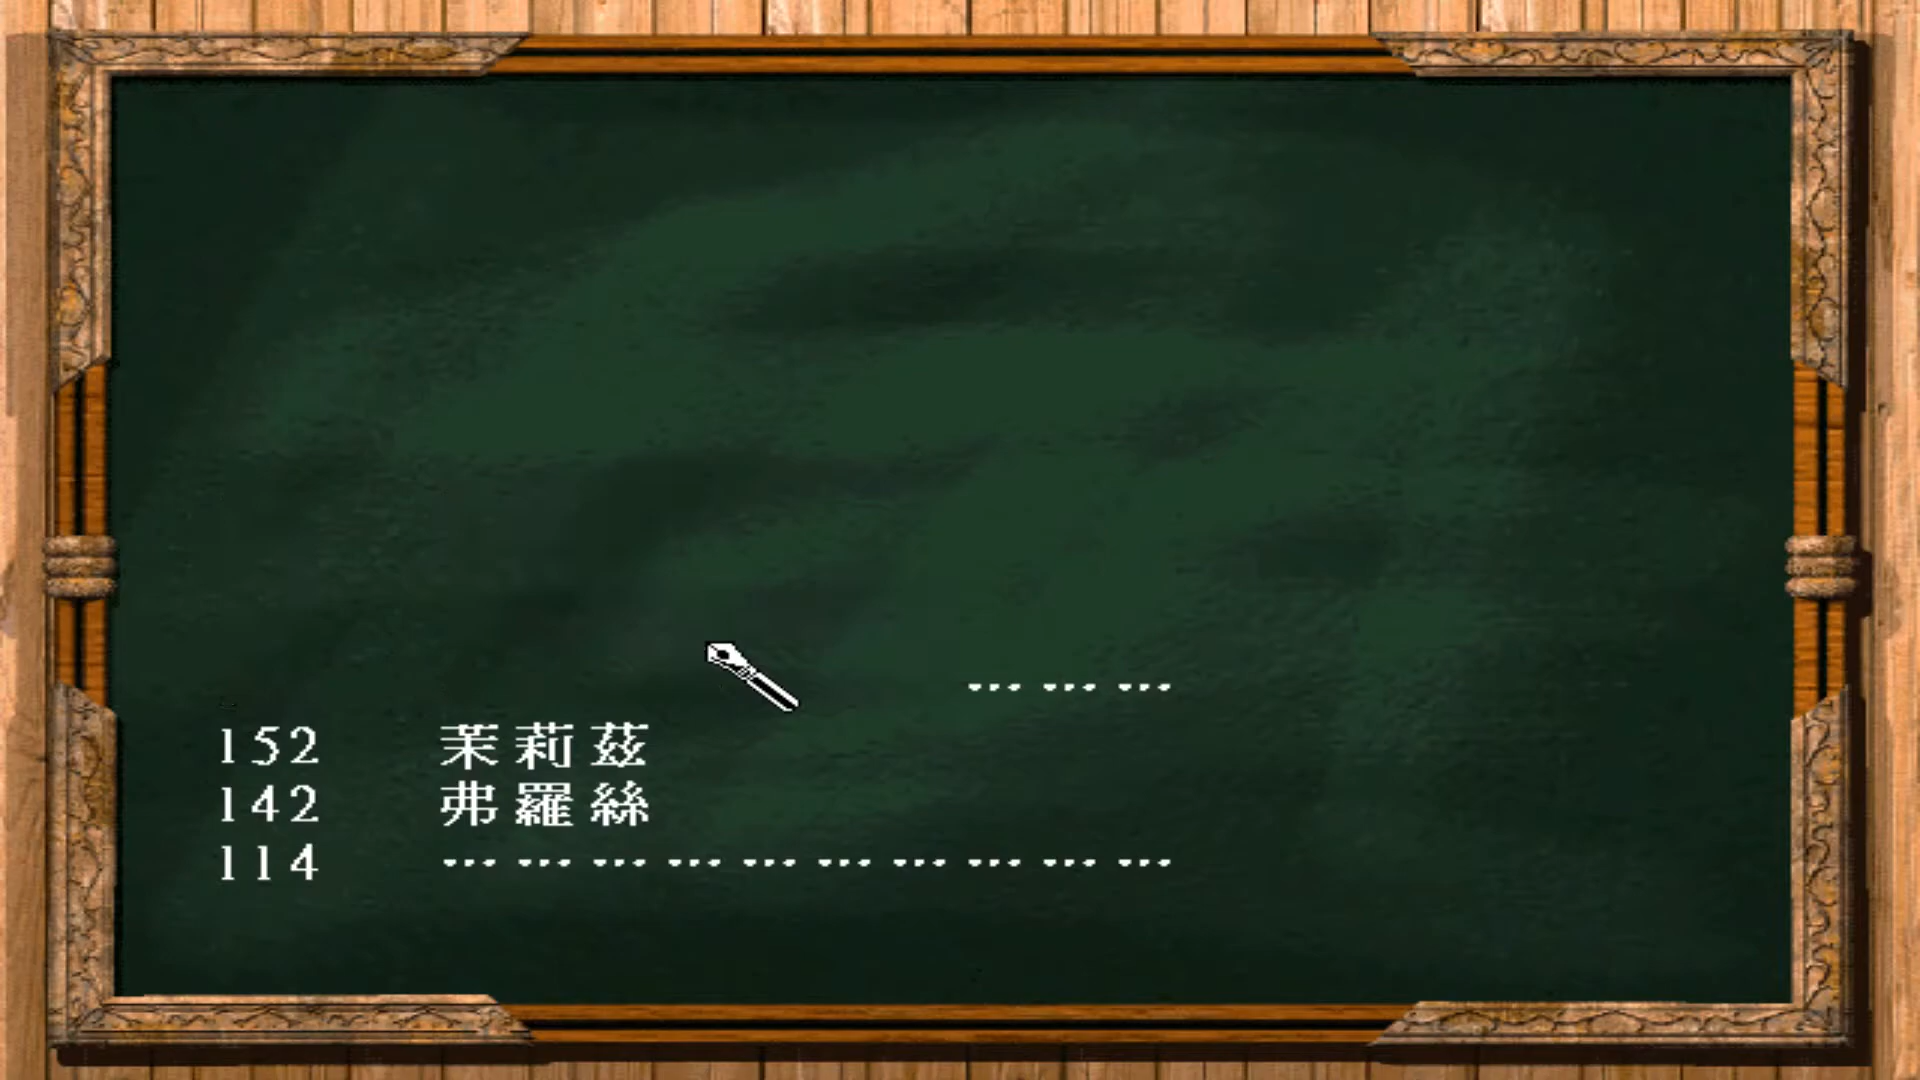 … … …
152 茉莉茲
142 弗羅絲
114 … … … … … … … … … …